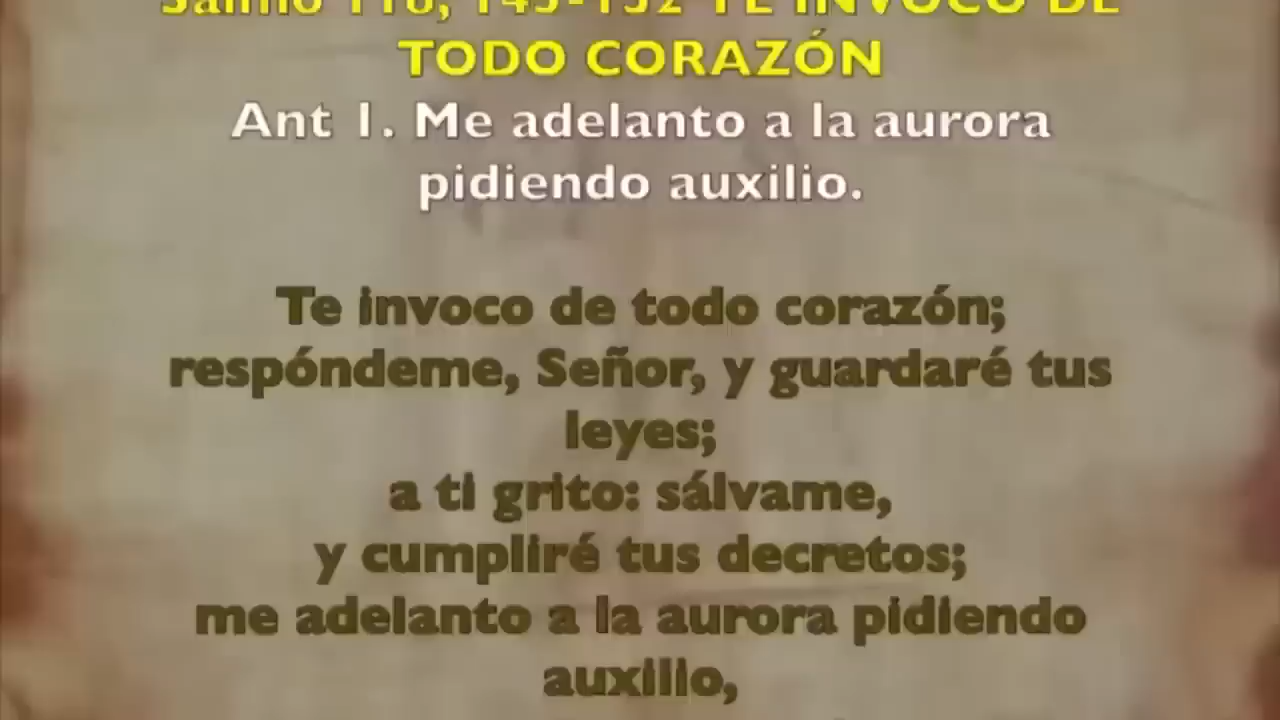 Salmo 118, 145-152 TE INVOCO DE
TODO CORAZÓN
Ant 1. Me adelanto a la aurora
pidiendo auxilio.
Te invoco de todo corazón;
respóndeme, Señor, y guardaré tus
leyes;
a ti grito: sálvame,
y cumpliré tus decretos;
me adelanto a la aurora pidiendo
auxilio,